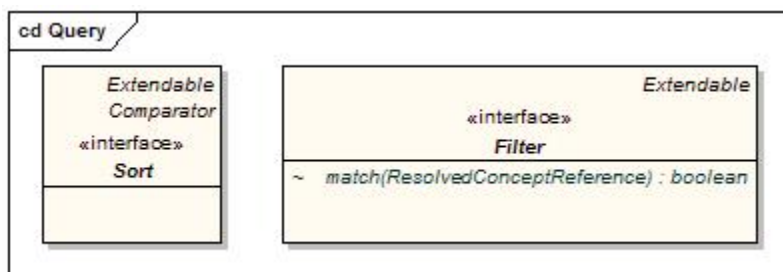 cd Query
Extendable
Comparator
«interface»
Sort
Extendable
«interface»
Filter
~ match(ResolvedConceptReference) : boolean